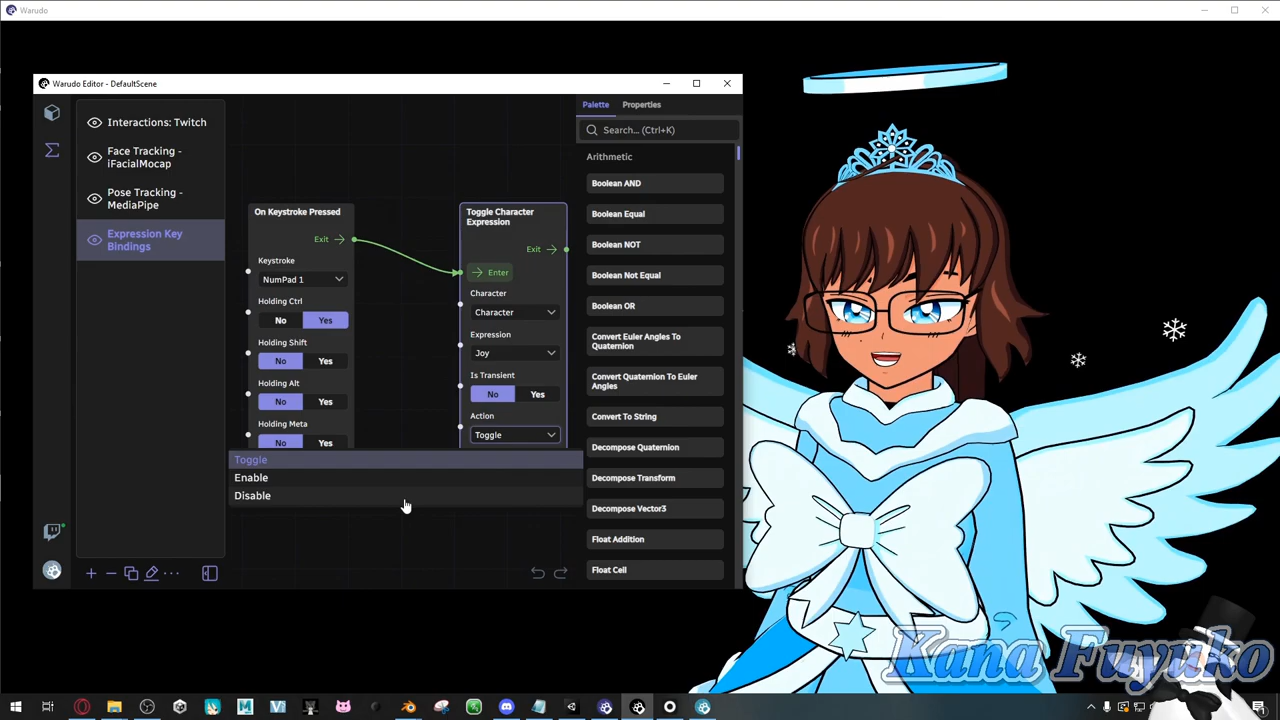 Warudo
Warudo Editor - DefaultScene
Interactions: Twitch
Face Tracking -
iFacialMocap
Pose Tracking -
MediaPipe
Expression Key
Bindings
On Keystroke Pressed
Exit
Keystroke
NumPad 1
Holding Ctrl
No Yes
Holding Shift
No Yes
Holding Alt
No Yes
Holding Meta
No Yes
Toggle Character
Expression
Exit
Enter
Character
Character
Expression
Joy
Is Transient
No Yes
Action
Toggle
Toggle
Enable
Disable
Palette Properties
Search... (Ctrl+K)
Arithmetic
Boolean AND
Boolean Equal
Boolean NOT
Boolean Not Equal
Boolean OR
Convert Euler Angles To
Quaternion
Convert Quaternion To Euler
Angles
Convert To String
Decompose Quaternion
Decompose Transform
Decompose Vector3
Float Addition
Float Ceil
Kana Fuyuko